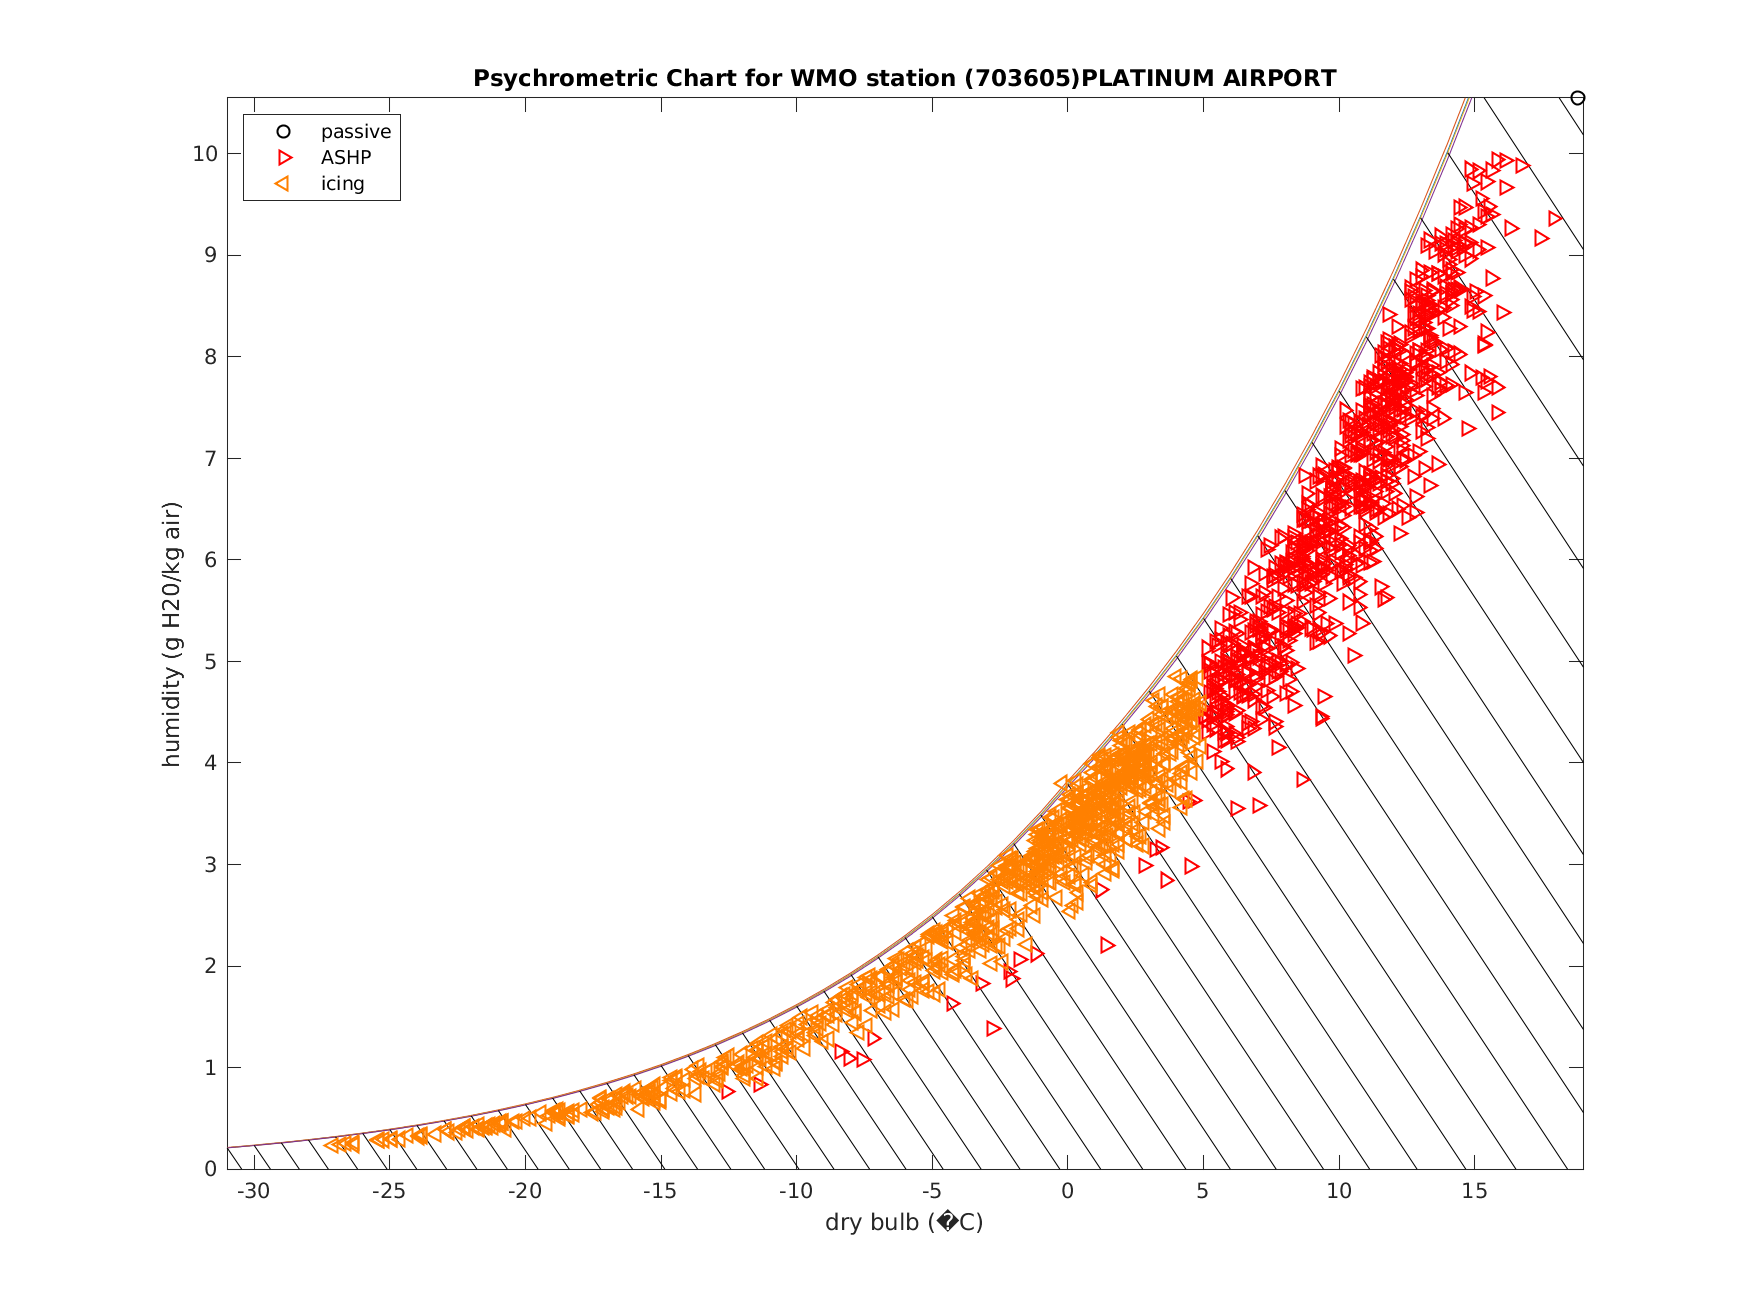 Psychrometric Chart for WMO station (703605)PLATINUM AIRPORT
passive
ASHP
icing
humidity (g H20/kg air)
10
9
8
7
6
5
4
3
2
1
0
-30 -25 -20 -15 -10 -5 0 5 10 15
dry bulb (�C)